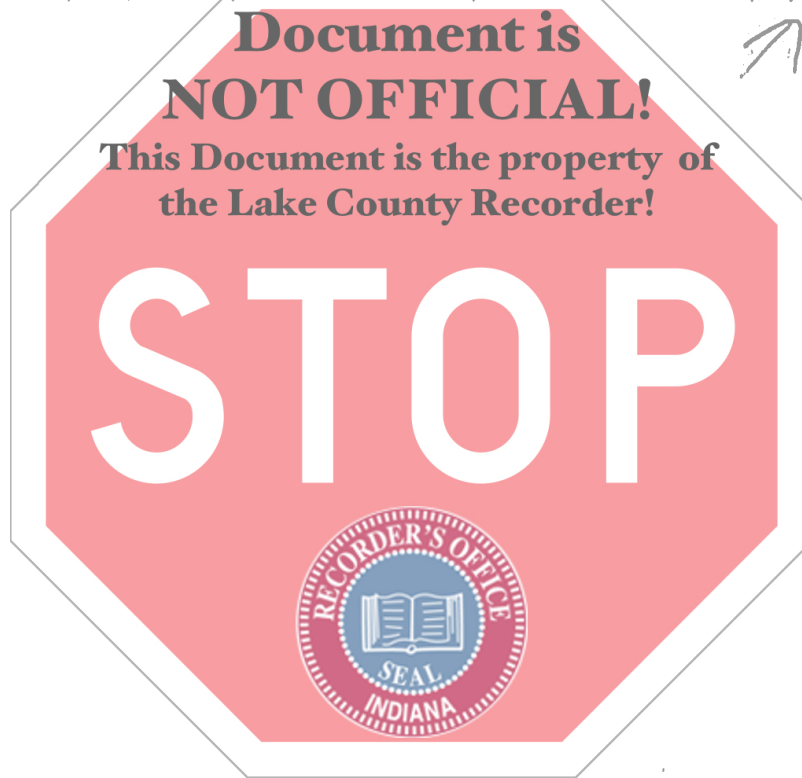 Document is
NOT OFFICIAL!
This Document is the property of
the Lake County Recorder!
STOP
RECORDER'S OFFICE
SEAL
INDIANA